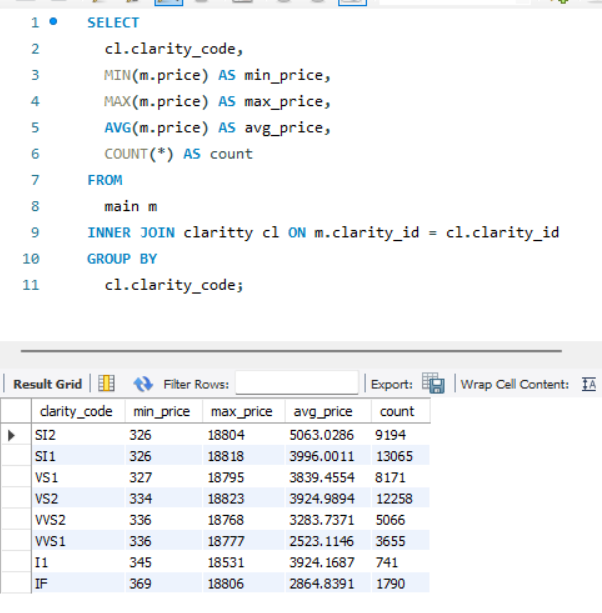 1 SELECT
2 cl.clarity_code,
3 MIN(m.price) AS min_price,
4 MAX(m.price) AS max_price,
5 AVG(m.price) AS avg_price,
6 COUNT(*) AS count
7 FROM
8 main m
9 INNER JOIN claritty cl ON m.clarity_id = cl.clarity_id
10 GROUP BY
11 cl.clarity_code;
Result Grid Filter Rows: Export: Wrap Cell Content: IA
clarity_code min_price max_price avg_price count
SI2 326 18804 5063.0286 9194
SI1 326 18818 3996.0011 13065
VS1 327 18795 3839.4554 8171
VS2 334 18823 3924.9894 12258
VVS2 336 18768 3283.7371 5066
VVS1 336 18777 2523.1146 3655
I1 345 18531 3924.1687 741
IF 369 18806 2864.8391 1790